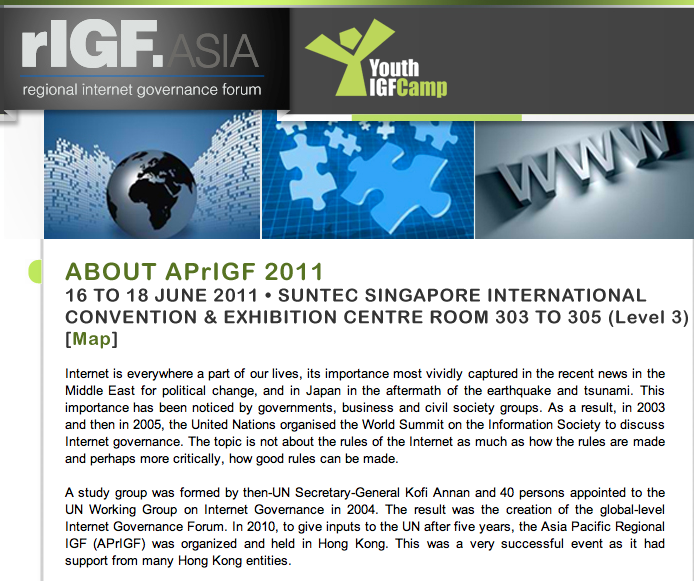 rIGF.ASIA
regional internet governance forum
Youth
IGFCamp
WWW
ABOUT APrIGF 2011
16 TO 18 JUNE 2011 • SUNTEC SINGAPORE INTERNATIONAL
CONVENTION & EXHIBITION CENTRE ROOM 303 TO 305 (Level 3)
[Map]
Internet is everywhere a part of our lives, its importance most vividly captured in the recent news in the
Middle East for political change, and in Japan in the aftermath of the earthquake and tsunami. This
importance has been noticed by governments, business and civil society groups. As a result, in 2003
and then in 2005, the United Nations organised the World Summit on the Information Society to discuss
Internet governance. The topic is not about the rules of the Internet as much as how the rules are made
and perhaps more critically, how good rules can be made.
A study group was formed by then-UN Secretary-General Kofi Annan and 40 persons appointed to the
UN Working Group on Internet Governance in 2004. The result was the creation of the global-level
Internet Governance Forum. In 2010, to give inputs to the UN after five years, the Asia Pacific Regional
IGF (APrIGF) was organized and held in Hong Kong. This was a very successful event as it had
support from many Hong Kong entities.